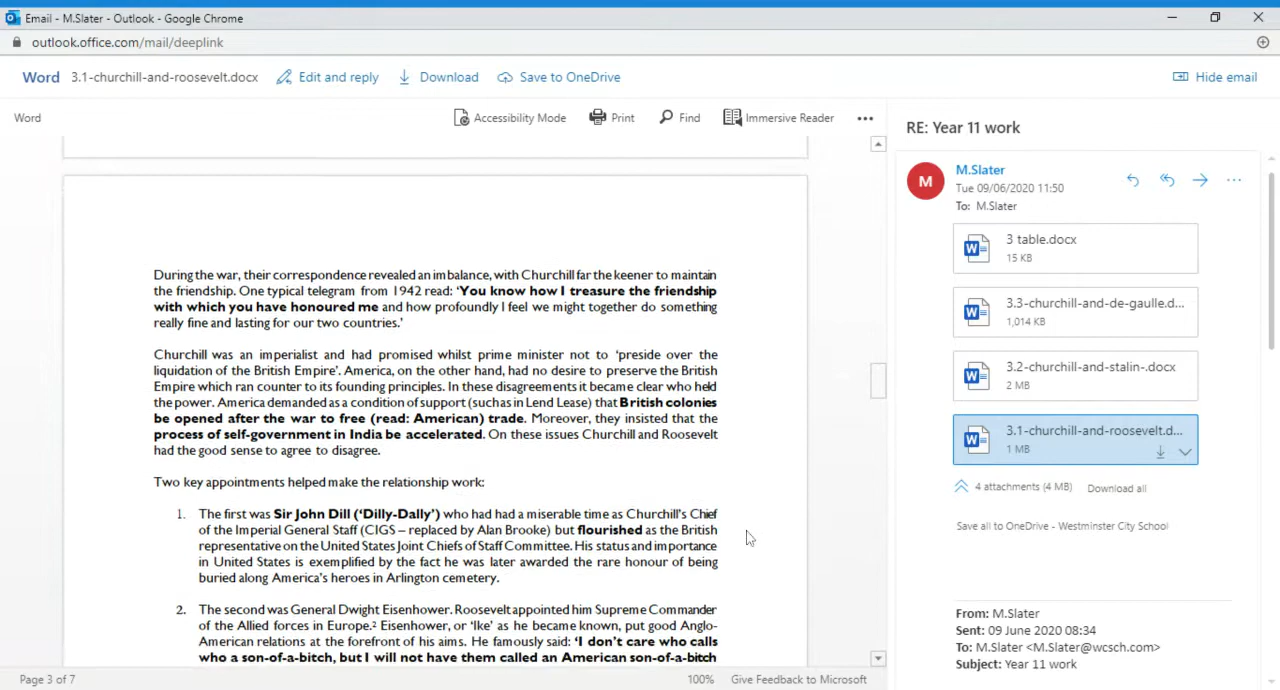 Email - M.Slater - Outlook - Google Chrome
outlook.office.com/mail/deeplink
Word 3.1-churchill-and-roosevelt.docx Edit and reply Download Save to OneDrive Hide email
Word Accessibility Mode Print Find Immersive Reader
During the war, their correspondence revealed an imbalance, with Churchill far the keener to maintain
the friendship. One typical telegram from 1942 read: 'You know how I treasure the friendship
with which you have honoured me and how profoundly I feel we might together do something
really fine and lasting for our two countries.'
Churchill was an imperialist and had promised whilst prime minister not to 'preside over the
liquidation of the British Empire'. America, on the other hand, had no desire to preserve the British
Empire which ran counter to its founding principles. In these disagreements it became clear who held
the power. America demanded as a condition of support (such as in Lend Lease) that British colonies
be opened after the war to free (read: American) trade. Moreover, they insisted that the
process of self-government in India be accelerated. On these issues Churchill and Roosevelt
had the good sense to agree to disagree.
Two key appointments helped make the relationship work:
1. The first was Sir John Dill ('Dilly-Dally') who had had a miserable time as Churchill's Chief
of the Imperial General Staff (CIGS – replaced by Alan Brooke) but flourished as the British
representative on the United States Joint Chiefs of Staff Committee. His status and importance
in United States is exemplified by the fact he was later awarded the rare honour of being
buried along America's heroes in Arlington cemetery.
2. The second was General Dwight Eisenhower. Roosevelt appointed him Supreme Commander
of the Allied forces in Europe.2 Eisenhower, or 'Ike' as he became known, put good Anglo-
American relations at the forefront of his aims. He famously said: 'I don't care who calls
who a son-of-a-bitch, but I will not have them called an American son-of-a-bitch
Page 3 of 7 100% Give Feedback to Microsoft
RE: Year 11 work
M
M.Slater
Tue 09/06/2020 11:50
To: M.Slater
3 table.docx
15 KB
3.3-churchill-and-de-gaulle.d...
1,014 KB
3.2-churchill-and-stalin-.docx
2 MB
3.1-churchill-and-roosevelt.d...
1 MB
4 attachments (4 MB) Download all
Save all to OneDrive - Westminster City School
From: M.Slater
Sent: 09 June 2020 08:34
To: M.Slater <M.Slater@wcsch.com>
Subject: Year 11 work